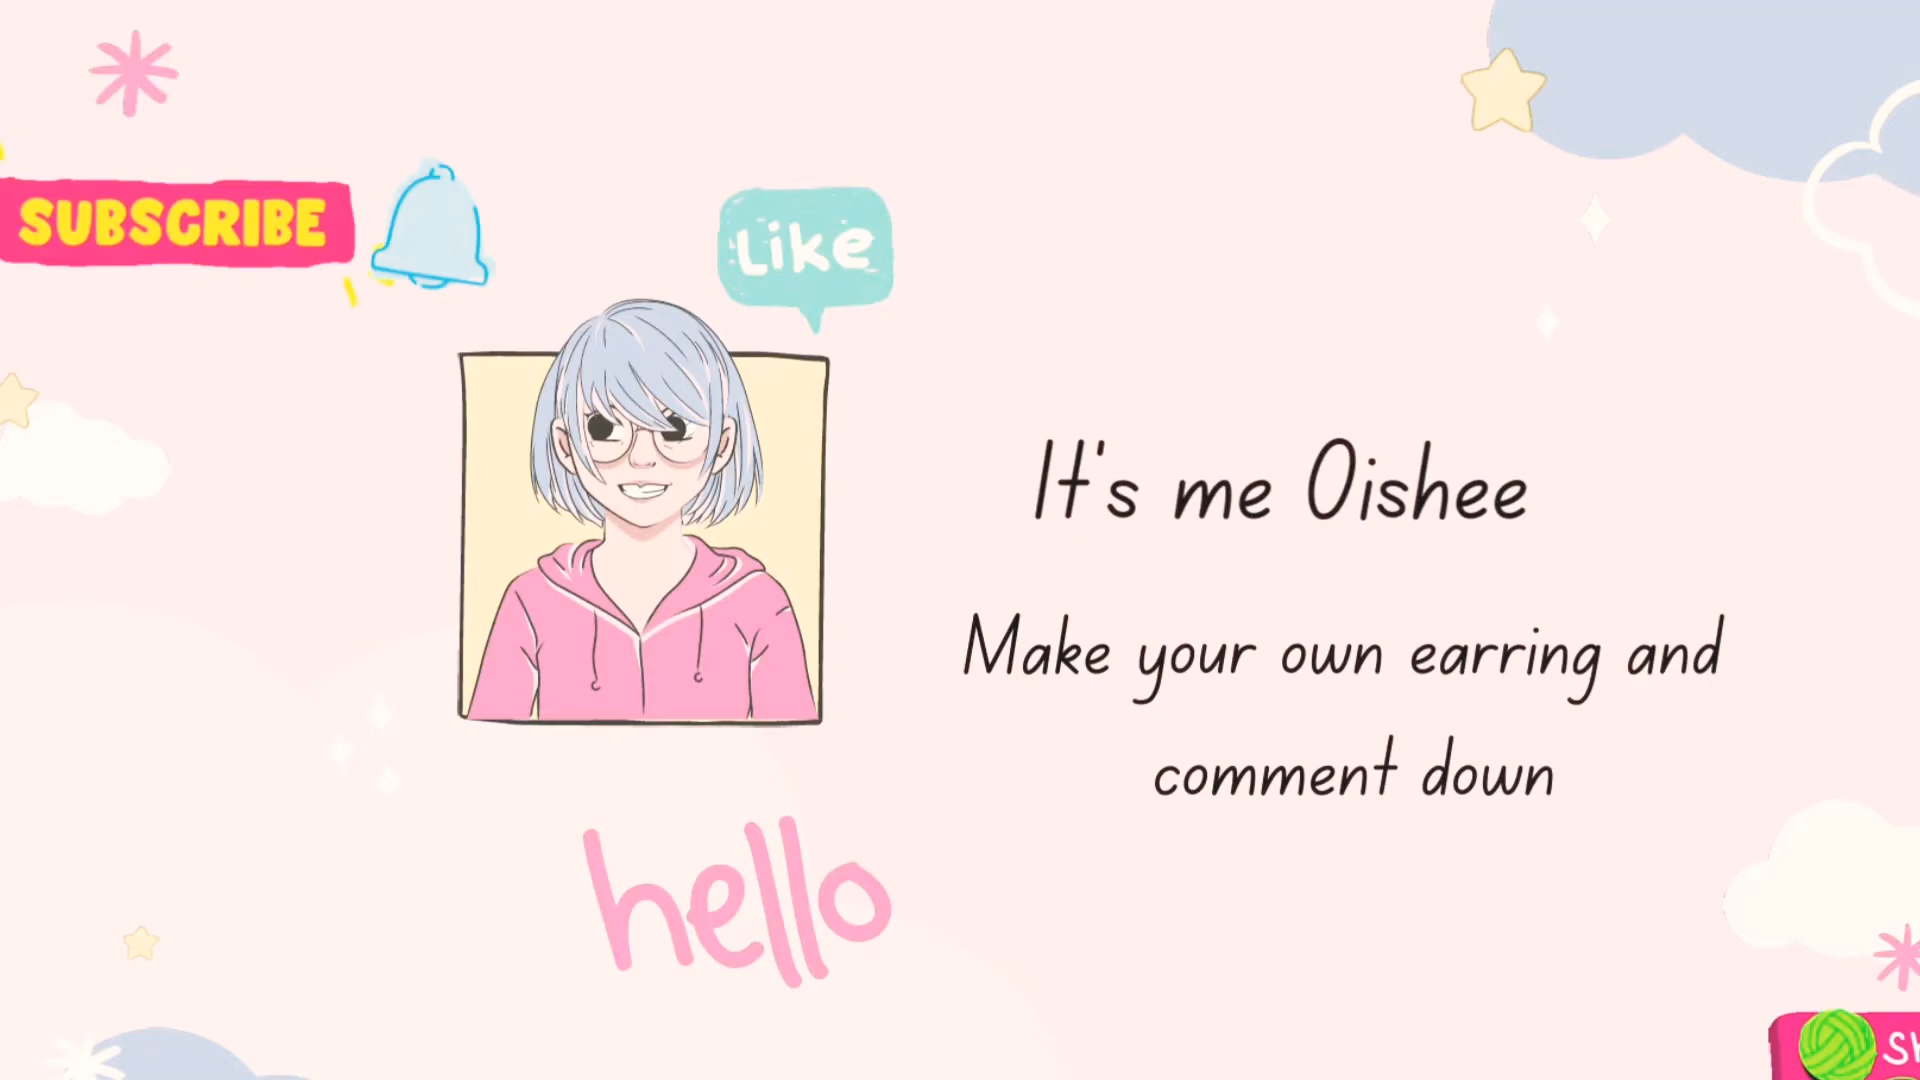 SUBSCRIBE
Like
It's me Oishee
Make your own earring and
comment down
hello